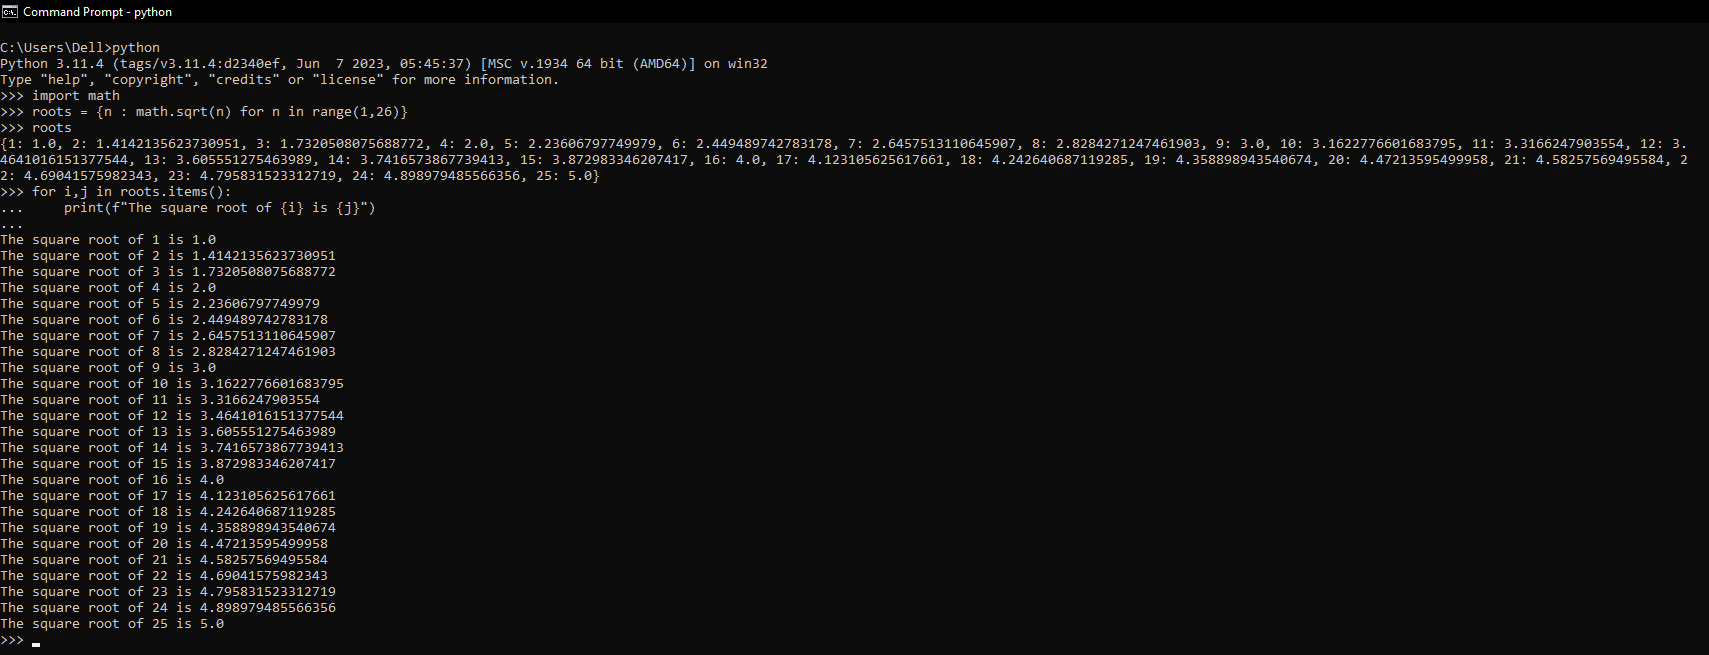 Command Prompt - python
C:\Users\Dell>python
Python 3.11.4 (tags/v3.11.4:d2340ef, Jun  7 2023, 05:45:37) [MSC v.1934 64 bit (AMD64)] on win32
Type "help", "copyright", "credits" or "license" for more information.
>>> import math
>>> roots = {n : math.sqrt(n) for n in range(1,26)}
>>> roots
{1: 1.0, 2: 1.4142135623730951, 3: 1.7320508075688772, 4: 2.0, 5: 2.23606797749979, 6: 2.449489742783178, 7: 2.6457513110645907, 8: 2.8284271247461903, 9: 3.0, 10: 3.1622776601683795, 11: 3.3166247903554, 12: 3.
4641016151377544, 13: 3.605551275463989, 14: 3.7416573867739413, 15: 3.872983346207417, 16: 4.0, 17: 4.123105625617661, 18: 4.242640687119285, 19: 4.358898943540674, 20: 4.47213595499958, 21: 4.58257569495584, 2
2: 4.69041575982343, 23: 4.795831523312719, 24: 4.898979485566356, 25: 5.0}
>>> for i,j in roots.items():
...     print(f"The square root of {i} is {j}")
...
The square root of 1 is 1.0
The square root of 2 is 1.4142135623730951
The square root of 3 is 1.7320508075688772
The square root of 4 is 2.0
The square root of 5 is 2.23606797749979
The square root of 6 is 2.449489742783178
The square root of 7 is 2.6457513110645907
The square root of 8 is 2.8284271247461903
The square root of 9 is 3.0
The square root of 10 is 3.1622776601683795
The square root of 11 is 3.3166247903554
The square root of 12 is 3.4641016151377544
The square root of 13 is 3.605551275463989
The square root of 14 is 3.7416573867739413
The square root of 15 is 3.872983346207417
The square root of 16 is 4.0
The square root of 17 is 4.123105625617661
The square root of 18 is 4.242640687119285
The square root of 19 is 4.358898943540674
The square root of 20 is 4.47213595499958
The square root of 21 is 4.58257569495584
The square root of 22 is 4.69041575982343
The square root of 23 is 4.795831523312719
The square root of 24 is 4.898979485566356
The square root of 25 is 5.0
>>>